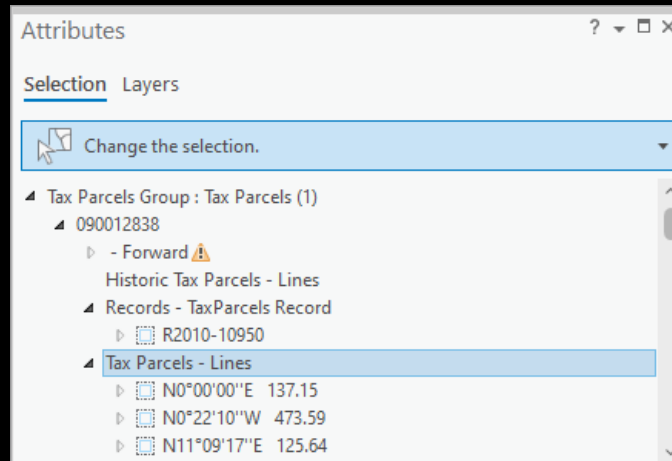 Attributes
?
Selection Layers
Change the selection.
Tax Parcels Group : Tax Parcels (1)
090012838
- Forward
Historic Tax Parcels - Lines
Records - TaxParcels Record
R2010-10950
Tax Parcels - Lines
N0°00'00''E 137.15
N0°22'10''W 473.59
N11°09'17''E 125.64